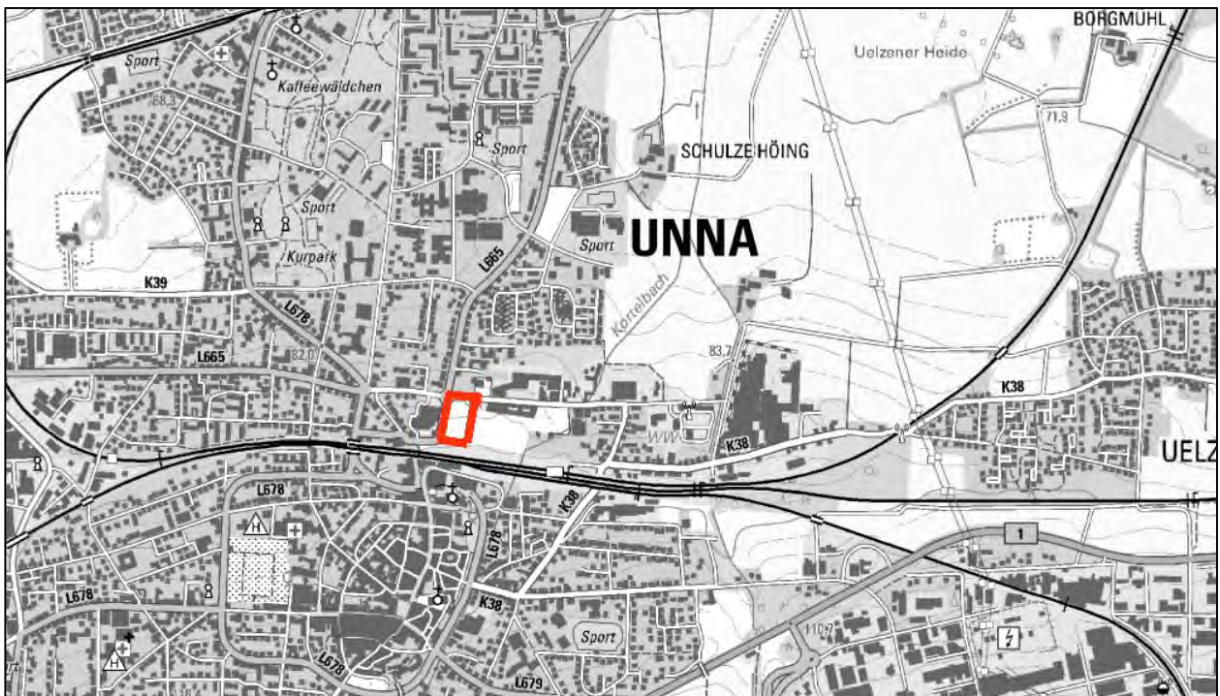 BORGMÜHL
Uelzener Heide
Sport
Kaffeewäldchen
68,3
71,9
Sport
SCHULZE HÖING
Sport
UNNA
Sport
Kurpark
L665
K39
Kortelbach
L678
82,0
83,7
L665
K38
WW
K38
UELZ
L678
K38
L678
H
1
L678
K38
110,7
Sport
H
L678
L679